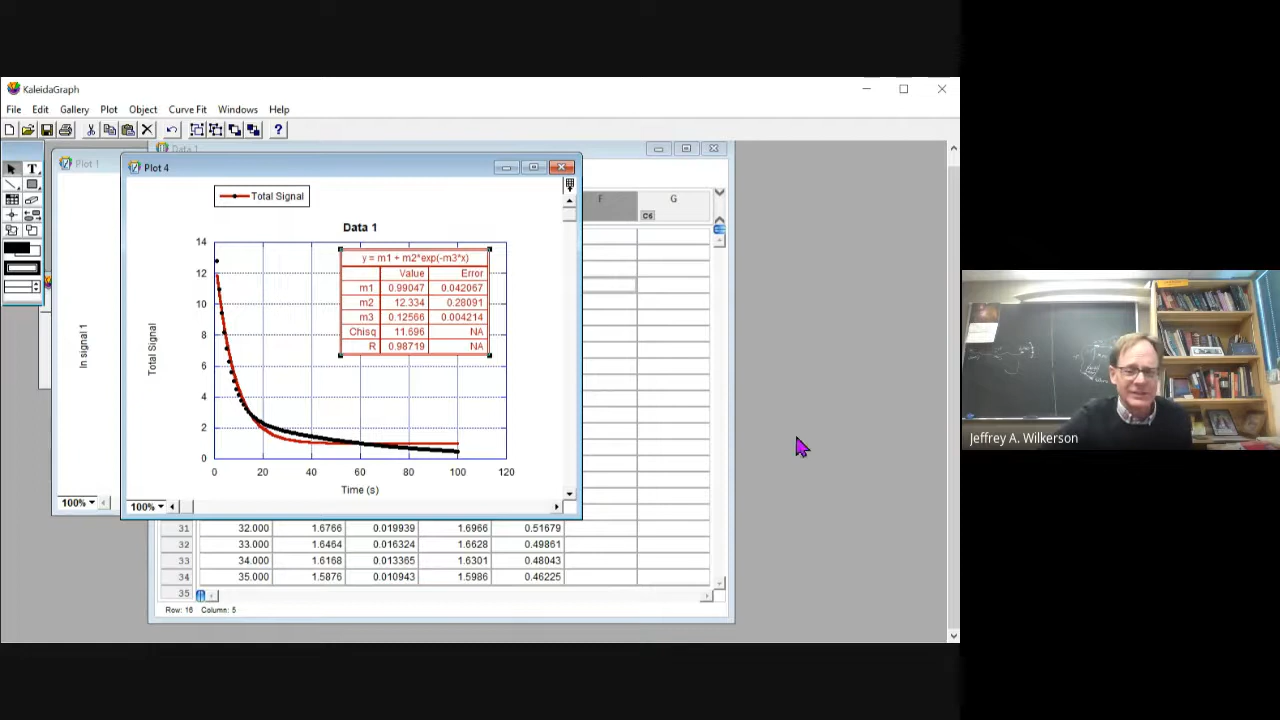 KaleidaGraph
File Edit Gallery Plot Object Curve Fit Windows Help
Data 1
Plot 1
Plot 4
T
?
F
G
C6
Total Signal
Data 1
14
12
10
8
6
4
2
0
0 20 40 60 80 100 120
Time (s)
Total Signal
ln signal 1
y = m1 + m2*exp(-m3*x)
Value Error
m1 0.99047 0.042067
m2 12.334 0.28091
m3 0.12566 0.004214
Chisq 11.696 NA
R 0.98719 NA
100%
100%
31 32.000 1.6766 0.019939 1.6966 0.51679
32 33.000 1.6464 0.016324 1.6628 0.49861
33 34.000 1.6168 0.013365 1.6301 0.48043
34 35.000 1.5876 0.010943 1.5986 0.46225
35
Row: 16 Column: 5
Jeffrey A. Wilkerson